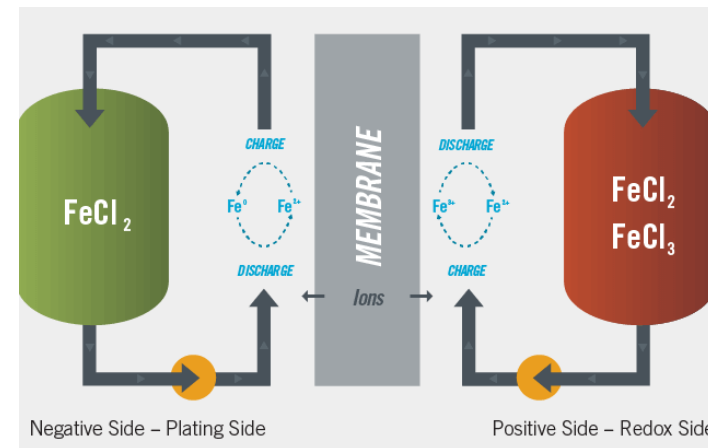 CHARGE
FeCl₂
Fe⁰ Fe²⁺
DISCHARGE
MEMBRANE
Ions
DISCHARGE
Fe³⁺ Fe²⁺
CHARGE
FeCl₂
FeCl₃
Negative Side – Plating Side
Positive Side – Redox Side